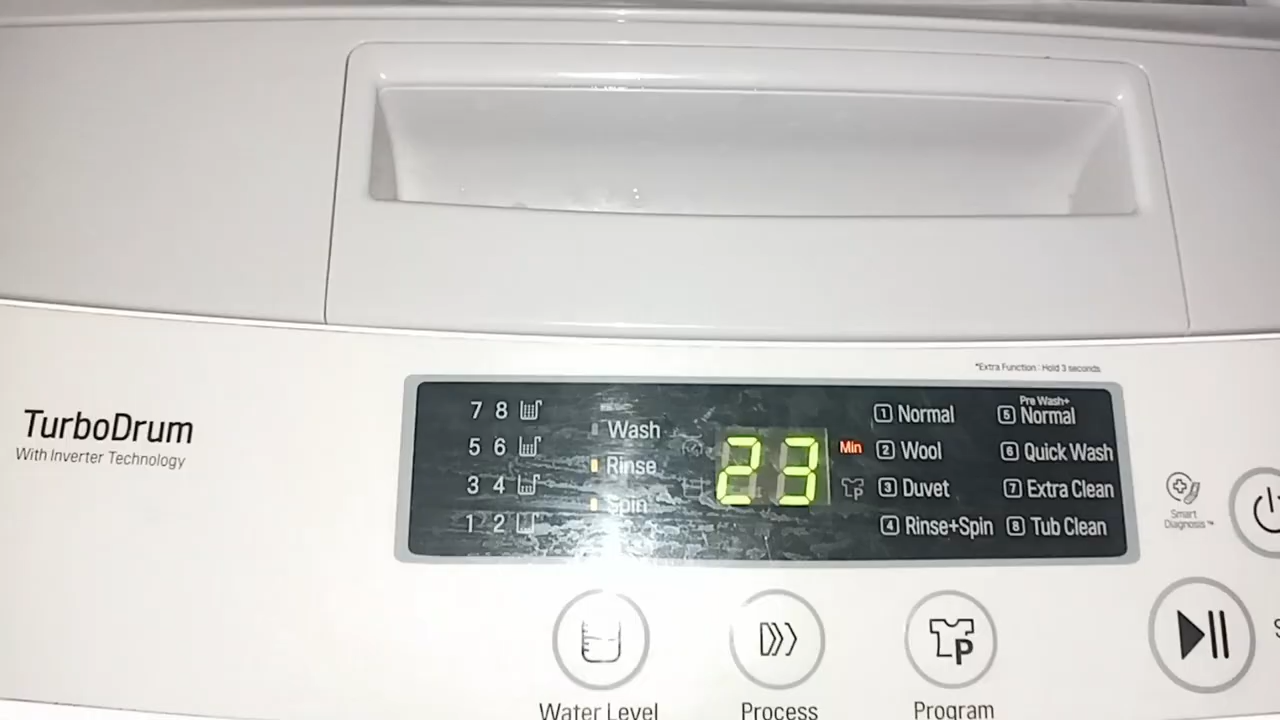 *Extra Function : Hold 3 seconds
TurboDrum
With Inverter Technology
7 8
5 6
3 4
1 2
Wash
Rinse
Spin
23
Min
1 Normal
2 Wool
3 Duvet
4 Rinse+Spin
Pre Wash+
5 Normal
6 Quick Wash
7 Extra Clean
8 Tub Clean
Smart
Diagnosis™
P
Water Level
Process
Program